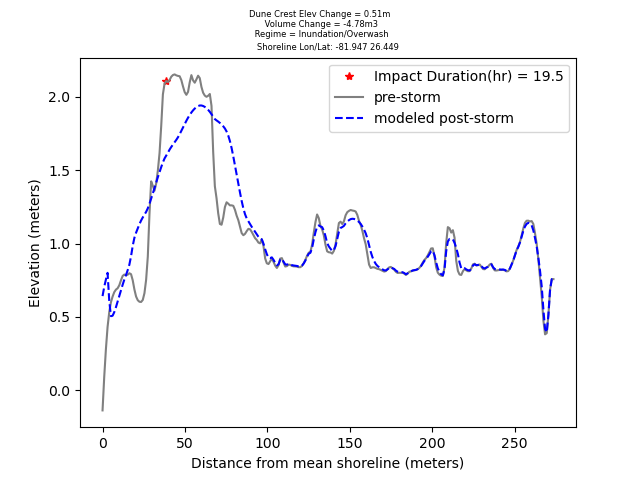 Dune Crest Elev Change = 0.51m
Volume Change = -4.78m3
Regime = Inundation/Overwash
Shoreline Lon/Lat: -81.947 26.449
Impact Duration(hr) = 19.5
pre-storm
modeled post-storm
Elevation (meters)
2.0
1.5
1.0
0.5
0.0
0 50 100 150 200 250
Distance from mean shoreline (meters)